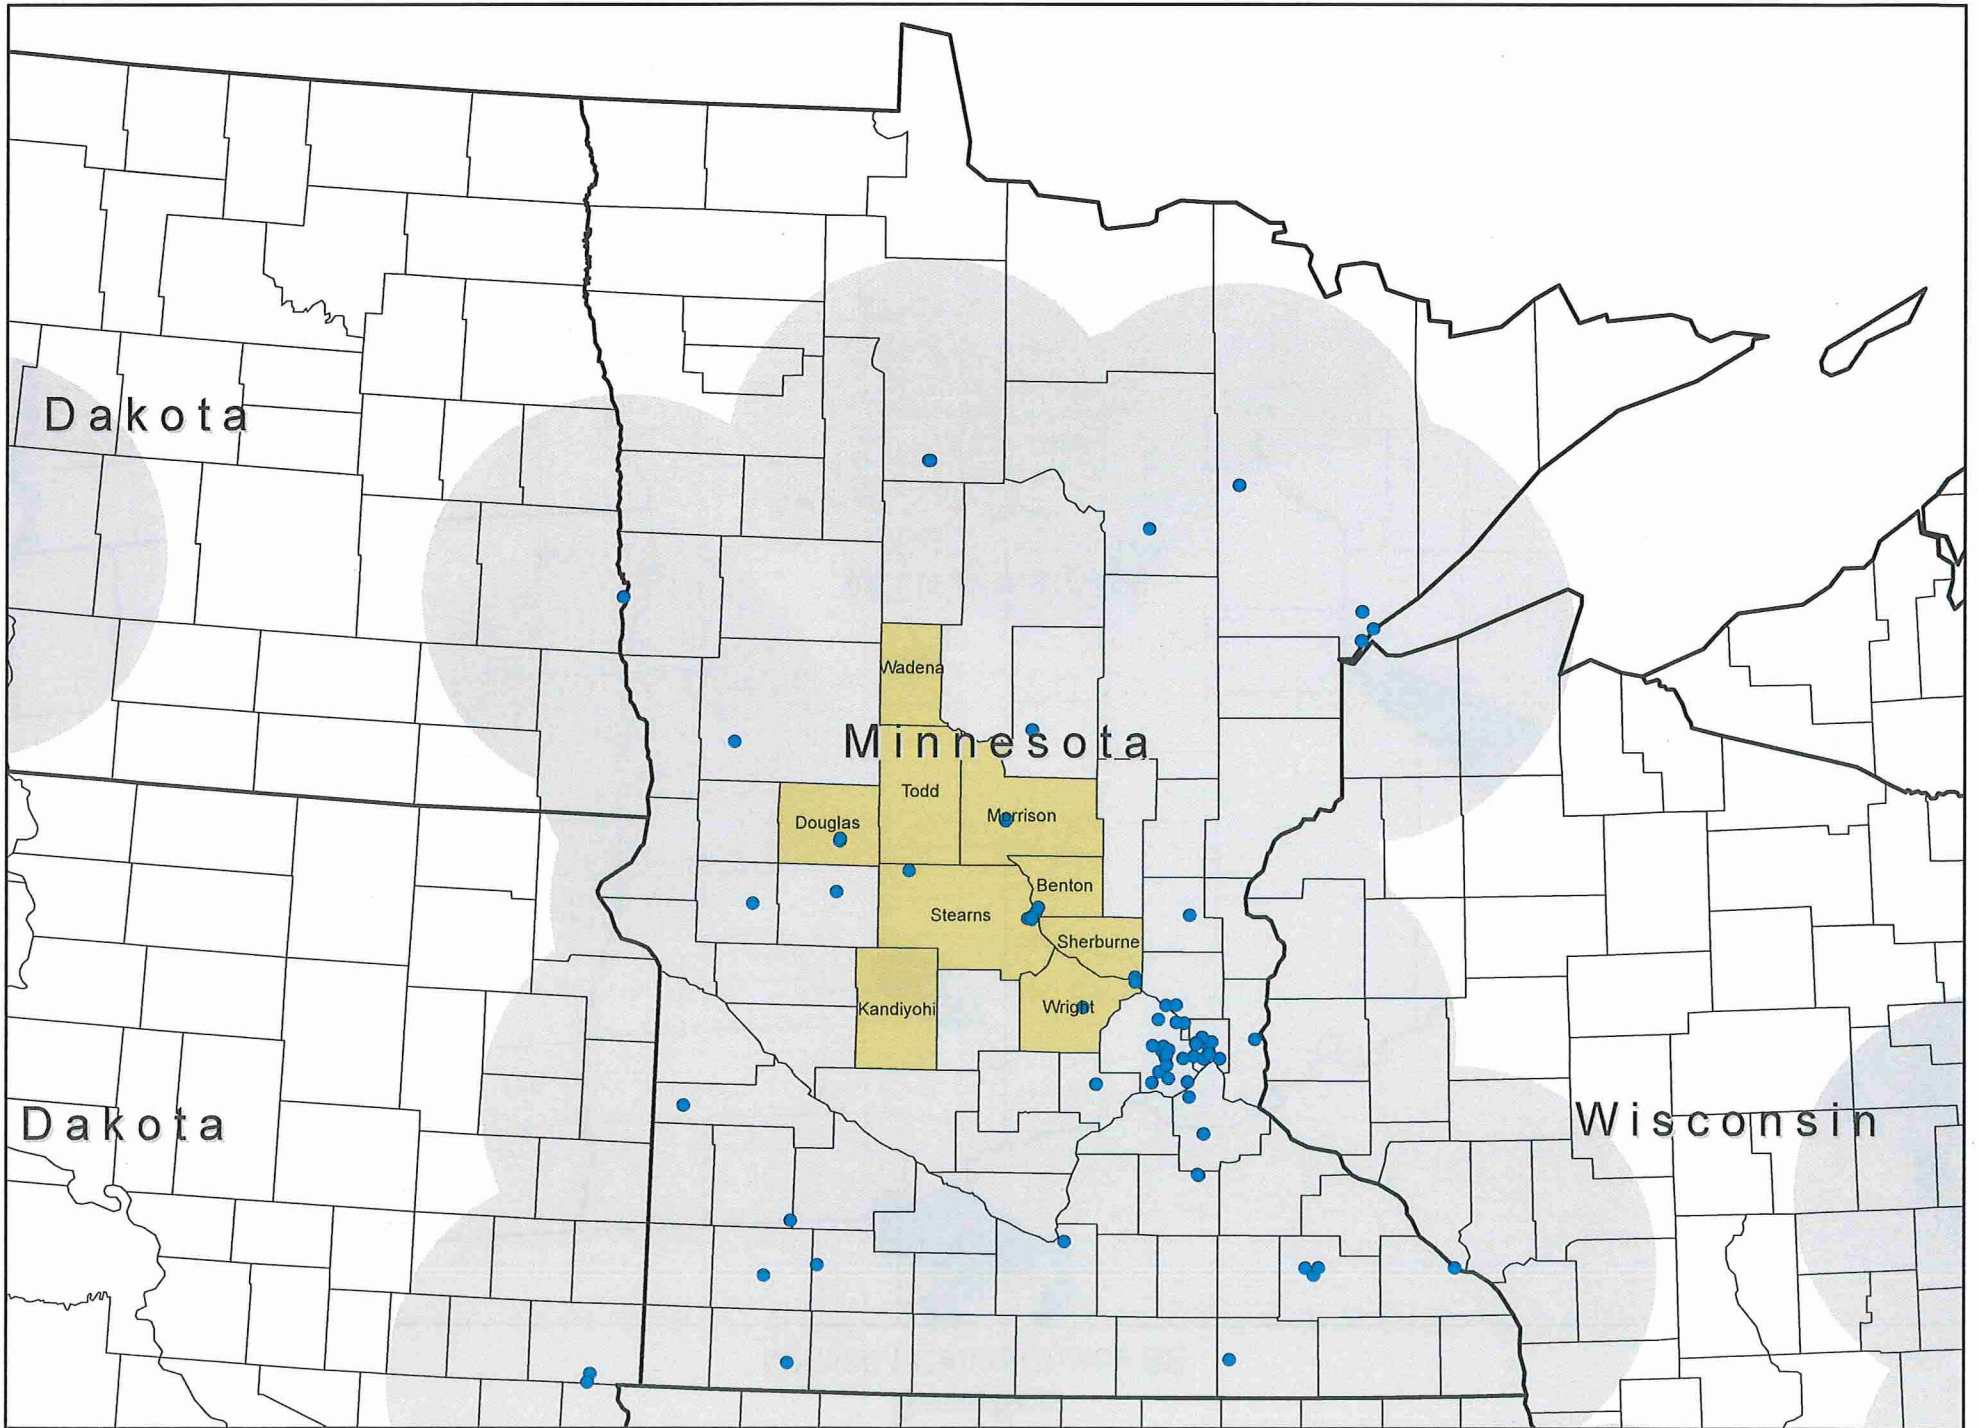 Dakota
Wadena
Minnesota
Todd
Douglas
Morrison
Benton
Stearns
Sherburne
Kandiyohi
Wright
Dakota
Wisconsin